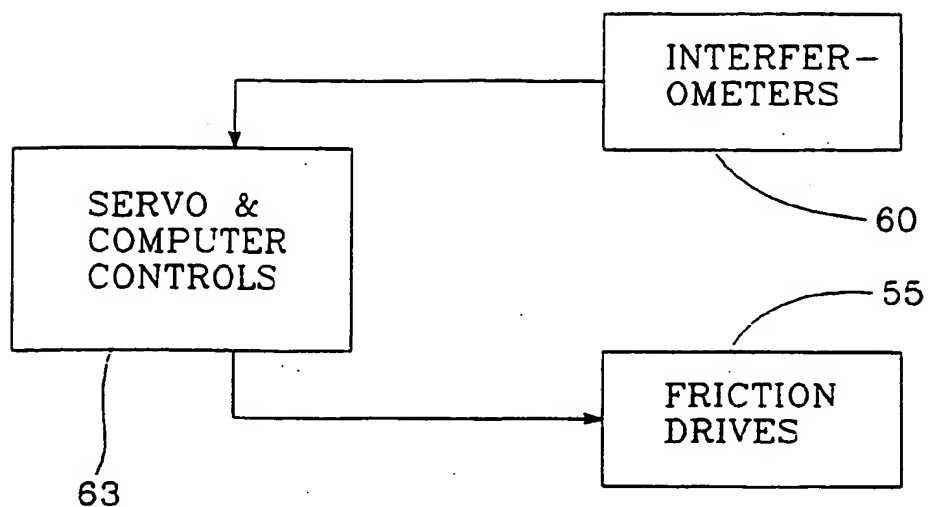 INTERFER-
OMETERS
60
SERVO &
COMPUTER
CONTROLS
63
55
FRICTION
DRIVES